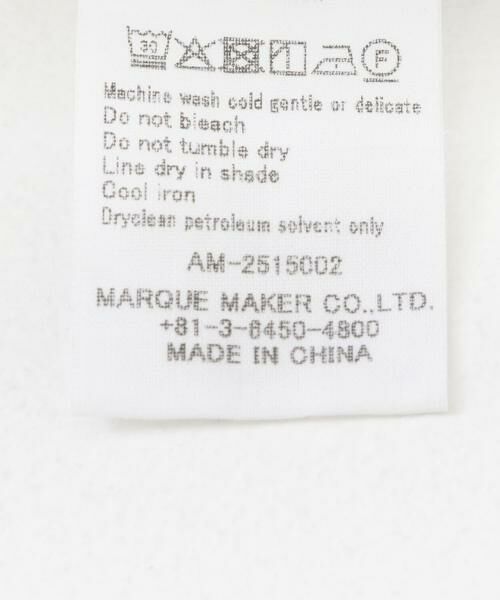 30 F
Machine wash cold gentle or delicate
Do not bleach
Do not tumble dry
Line dry in shade
Cool iron
Dryclean petroleum solvent only
AM-2515002
MARQUE MAKER CO.,LTD.
+81-3-6450-4800
MADE IN CHINA